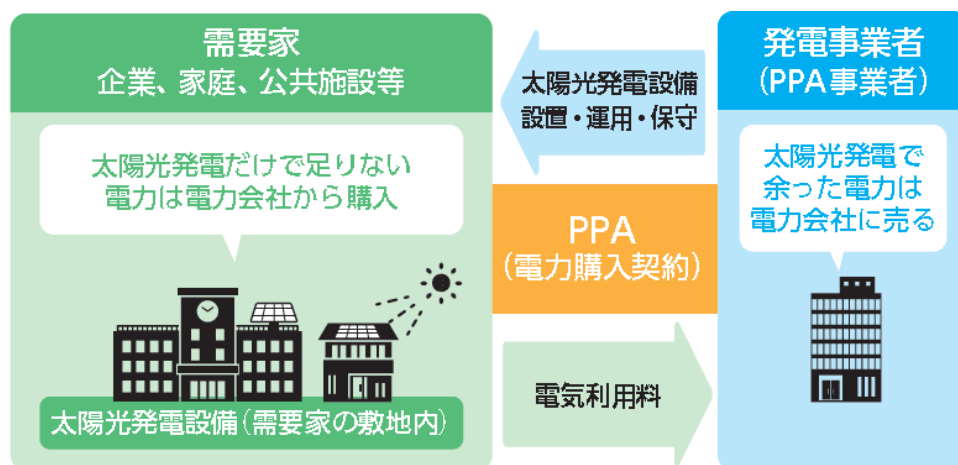 需要家
企業、家庭、公共施設等
太陽光発電だけで足りない
電力は電力会社から購入
太陽光発電設備(需要家の敷地内)
太陽光発電設備
設置・運用・保守
PPA
(電力購入契約)
電気利用料
発電事業者
(PPA事業者)
太陽光発電で
余った電力は
電力会社に売る